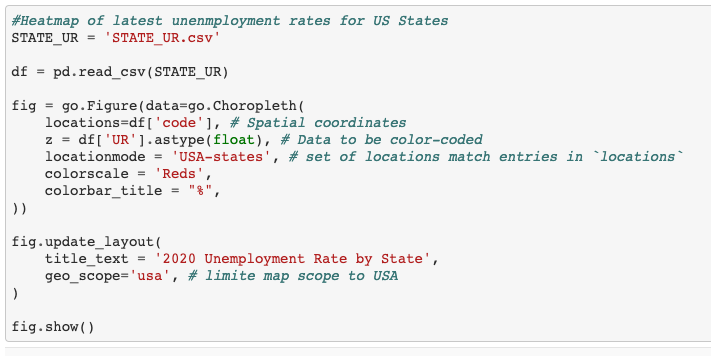 #Heatmap of latest unenmployment rates for US States
STATE_UR = 'STATE_UR.csv'
df = pd.read_csv(STATE_UR)
fig = go.Figure(data=go.Choropleth(
    locations=df['code'], # Spatial coordinates
    z = df['UR'].astype(float), # Data to be color-coded
    locationmode = 'USA-states', # set of locations match entries in `locations`
    colorscale = 'Reds',
    colorbar_title = "%",
))
fig.update_layout(
    title_text = '2020 Unemployment Rate by State',
    geo_scope='usa', # limite map scope to USA
)
fig.show()